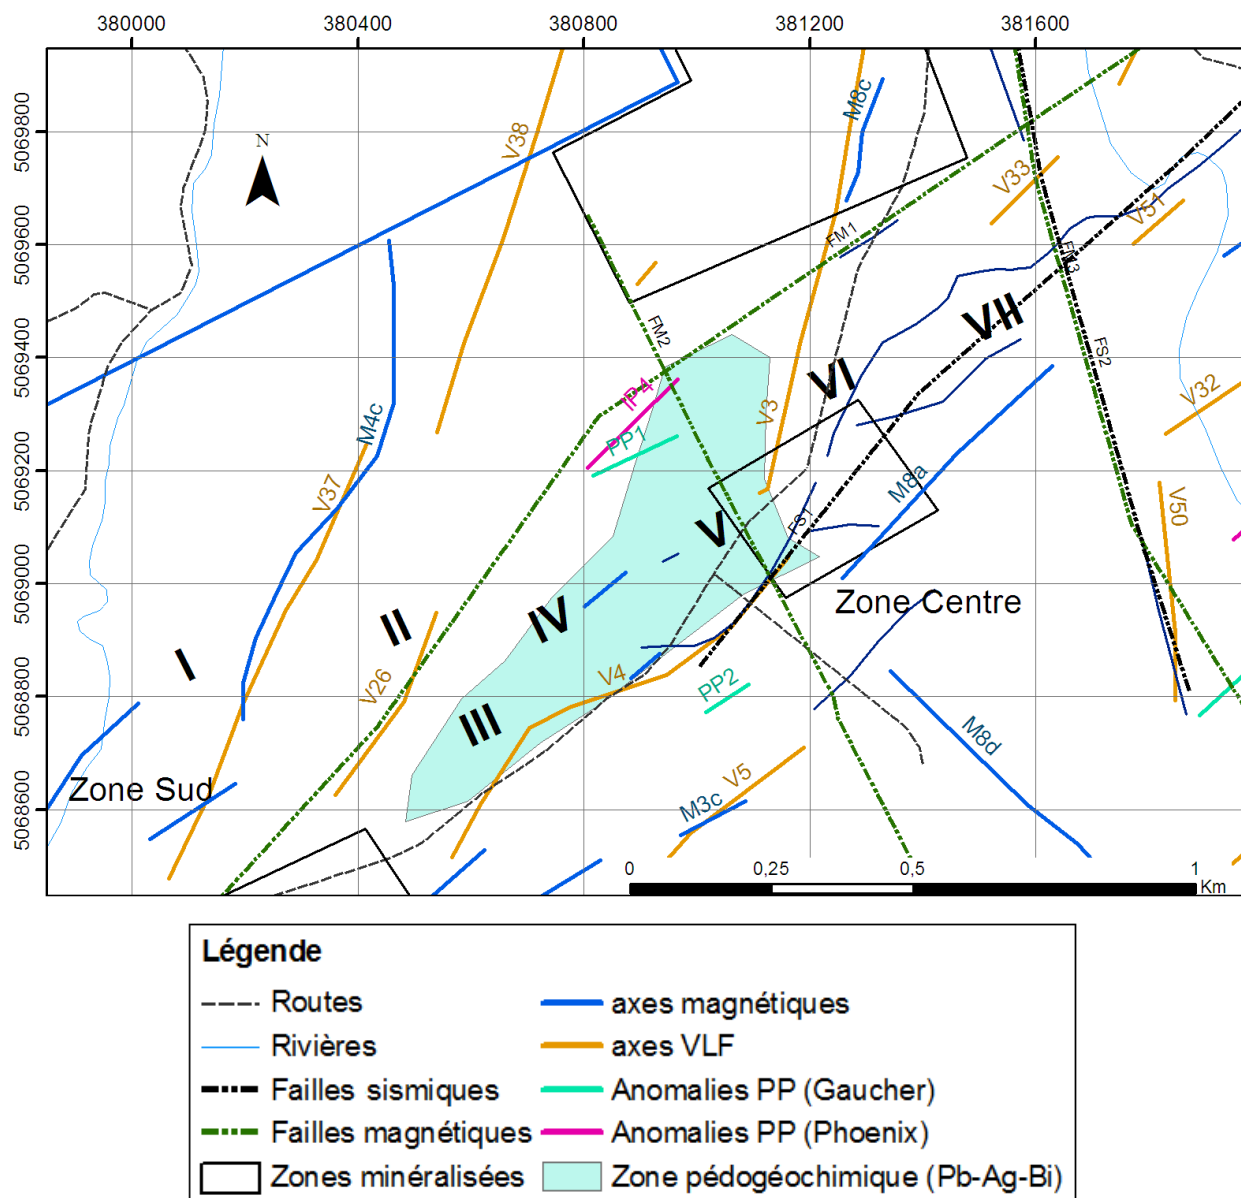 380000 380400 380800 381200 381600
5069800
5069600
5069400
5069200
5069000
5068800
5068600
N
V38
M8c
V33
V51
FM1
FM3
VII
FM2
FS2
VI
IP4
V3
V32
M4c
PP1
M8a
V37
V50
V
FS1
Zone Centre
IV
II
I
V4
V26
PP2
III
M8d
V5
Zone Sud
M3c
0 0,25 0,5 1
Km
Légende
Routes
axes magnétiques
Rivières
axes VLF
Failles sismiques
Anomalies PP (Gaucher)
Failles magnétiques
Anomalies PP (Phoenix)
Zones minéralisées
Zone pédogéochimique (Pb-Ag-Bi)